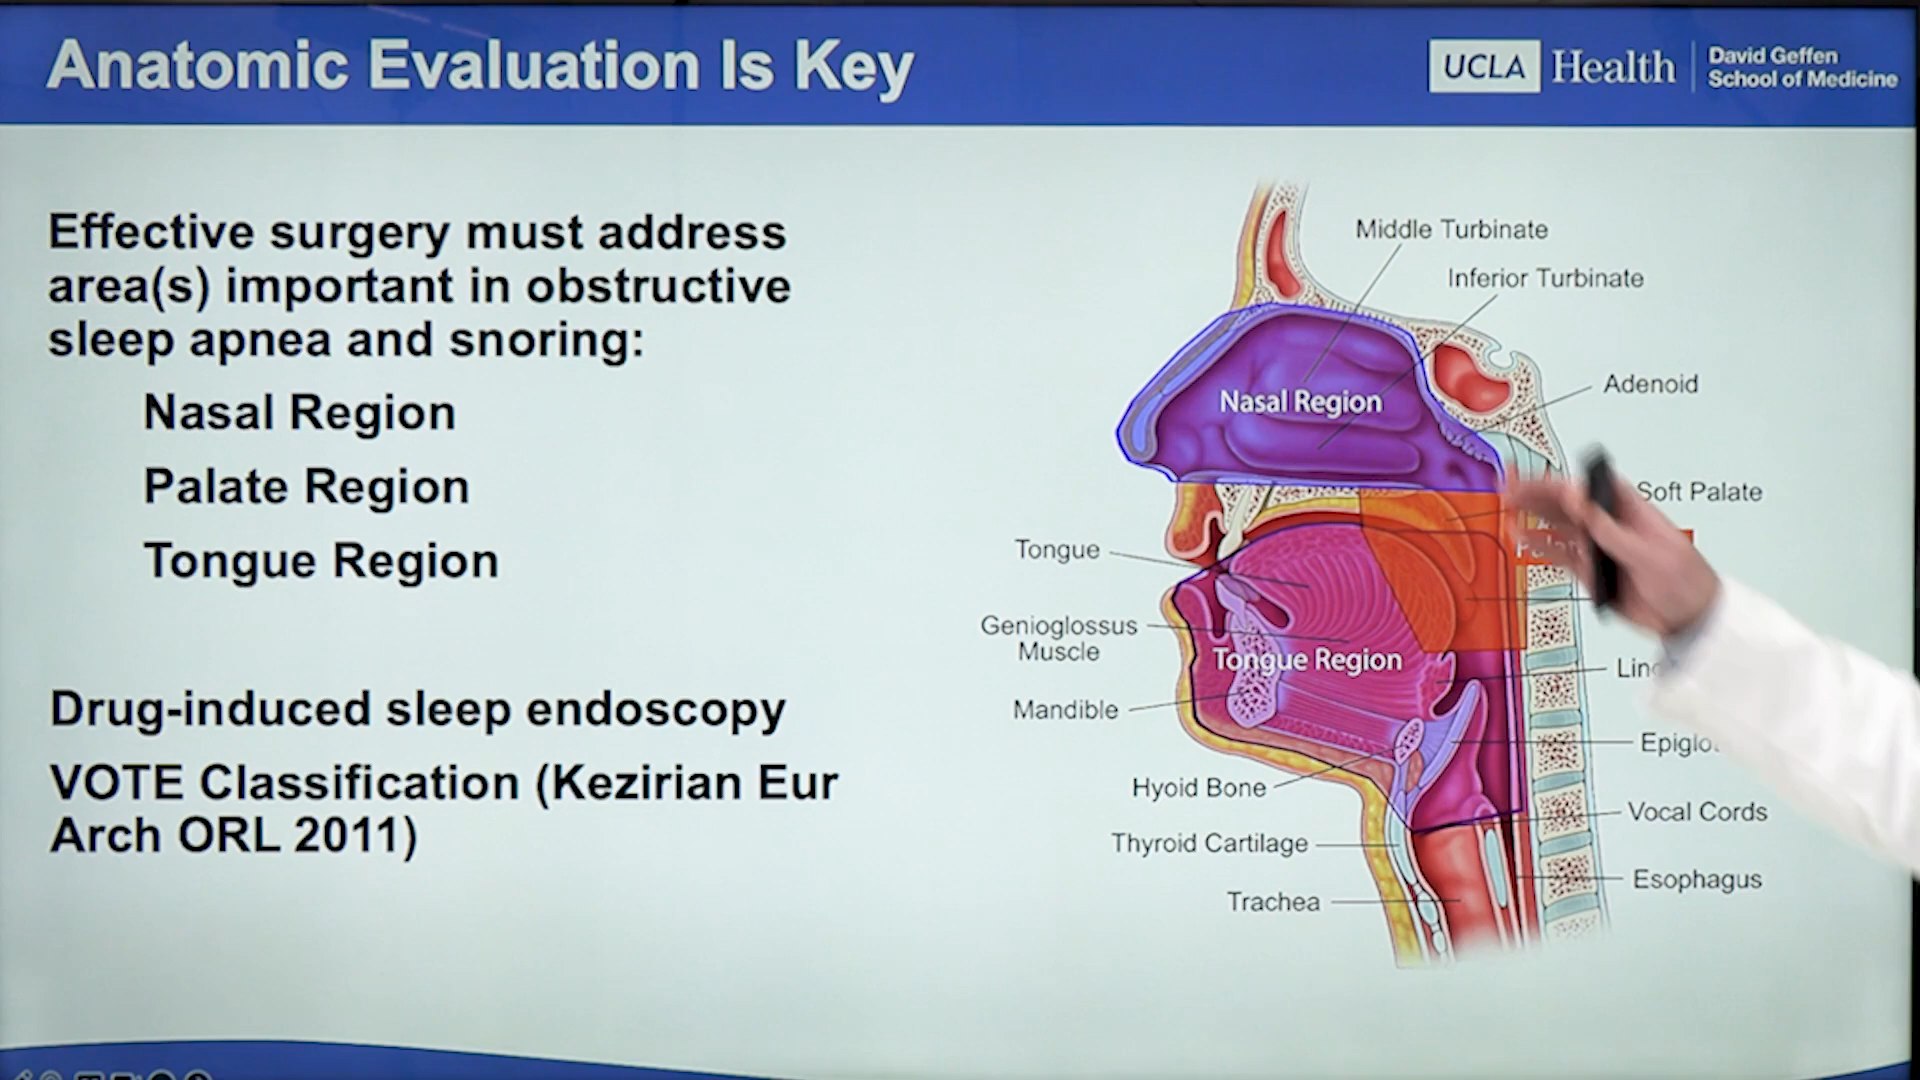 Anatomic Evaluation Is Key
UCLA Health
David Geffen
School of Medicine
Effective surgery must address
area(s) important in obstructive
sleep apnea and snoring:
Nasal Region
Palate Region
Tongue Region
Drug-induced sleep endoscopy
VOTE Classification (Kezirian Eur
Arch ORL 2011)
Middle Turbinate
Inferior Turbinate
Adenoid
Nasal Region
Soft Palate
Tongue
Genioglossus
Muscle
Tongue Region
Mandible
Hyoid Bone
Vocal Cords
Thyroid Cartilage
Esophagus
Trachea